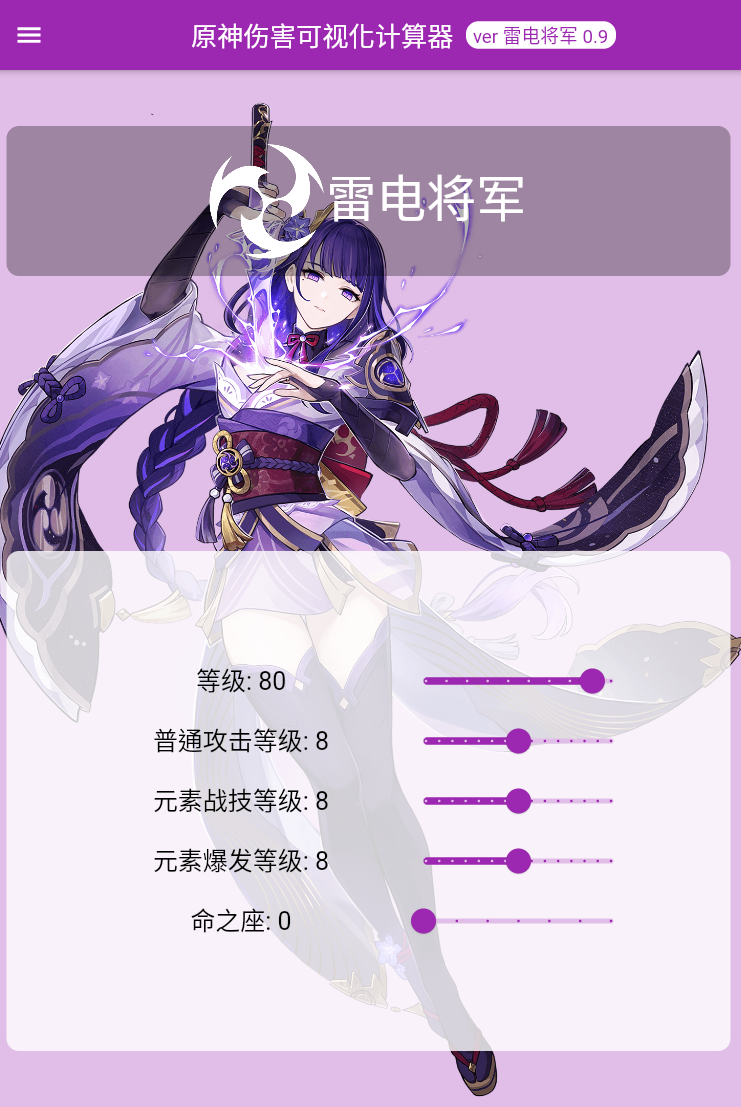 原神伤害可视化计算器 ver 雷电将军 0.9
雷电将军
等级: 80
普通攻击等级: 8
元素战技等级: 8
元素爆发等级: 8
命之座: 0